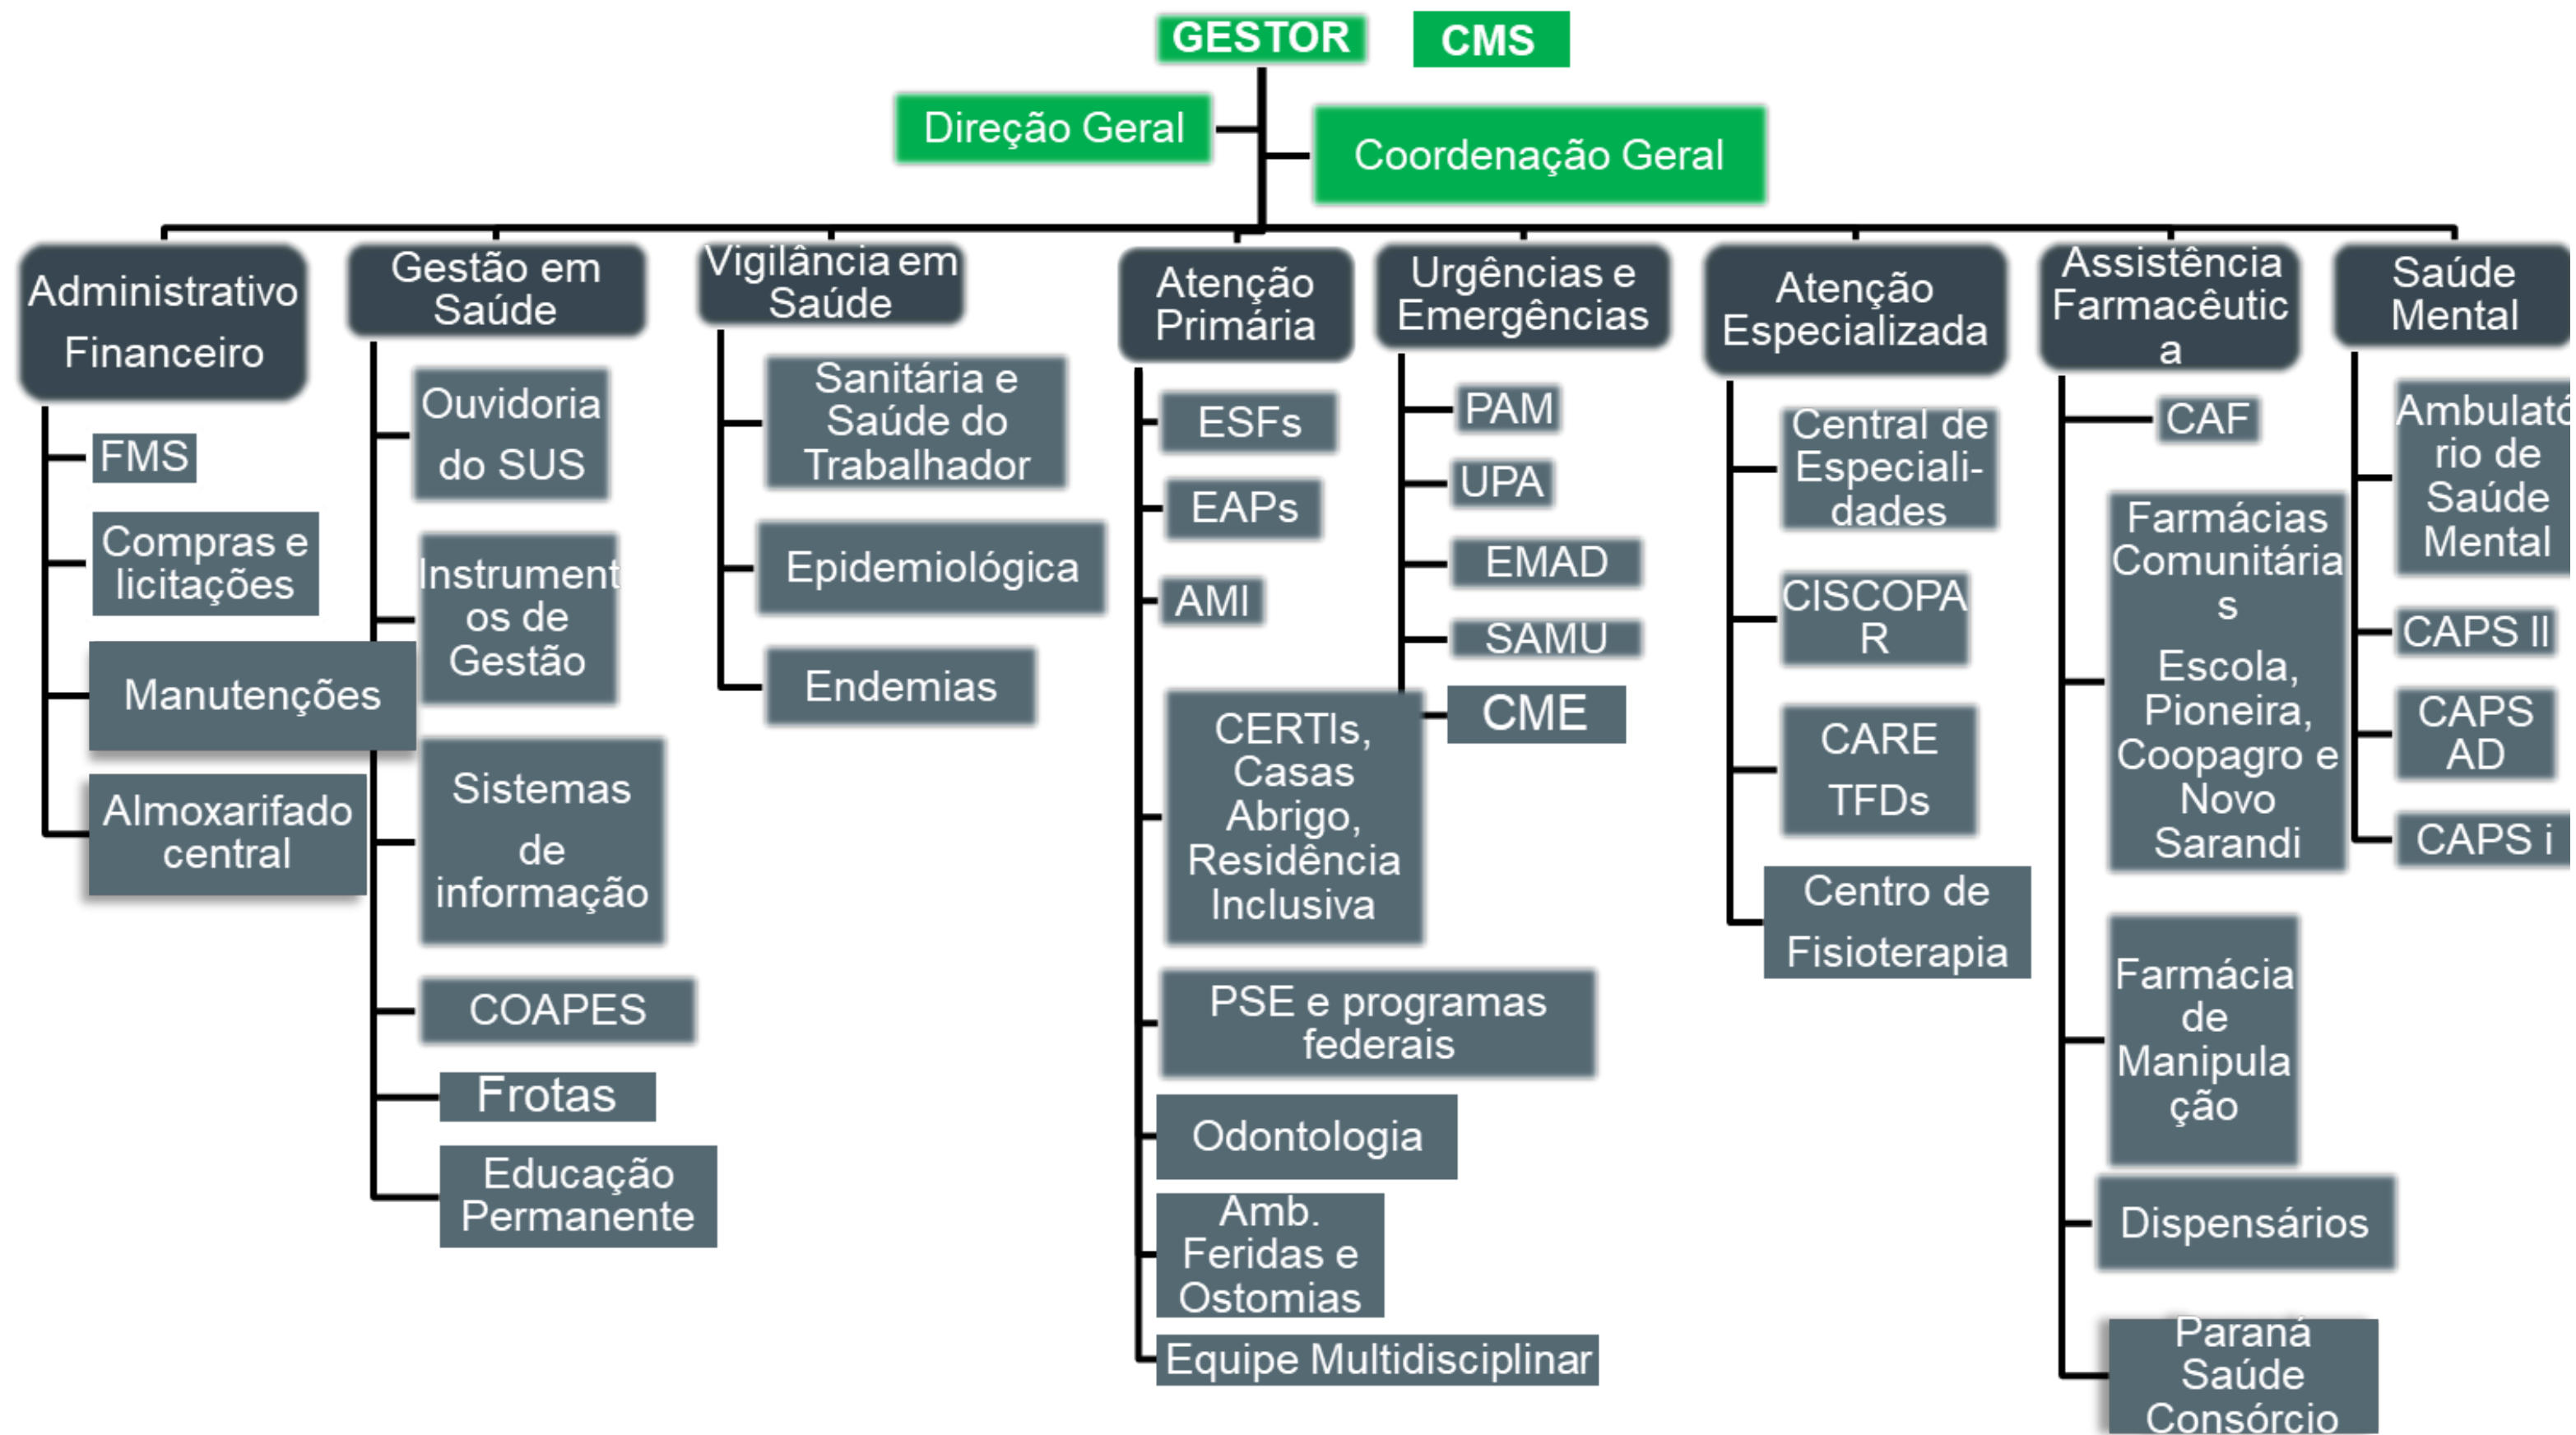 GESTOR
CMS
Direção Geral
Coordenação Geral
Administrativo
Financeiro
FMS
Compras e
licitações
Manutenções
Almoxarifado
central
Gestão em
Saúde
Ouvidoria
do SUS
Instrument
os de
Gestão
Sistemas
de
informação
COAPES
Frotas
Educação
Permanente
Vigilância em
Saúde
Sanitária e
Saúde do
Trabalhador
Epidemiológica
Endemias
Atenção
Primária
ESFs
EAPs
AMI
CERTIs,
Casas
Abrigo,
Residência
Inclusiva
PSE e programas
federais
Odontologia
Amb.
Feridas e
Ostomias
Equipe Multidisciplinar
Urgências e
Emergências
PAM
UPA
EMAD
SAMU
CME
Atenção
Especializada
Central de
Especiali-
dades
CISCOPA
R
CARE
TFDs
Centro de
Fisioterapia
Assistência
Farmacêutic
a
CAF
Farmácias
Comunitária
s
Escola,
Pioneira,
Coopagro e
Novo
Sarandi
Farmácia
de
Manipula
ção
Dispensários
Paraná
Saúde
Consórcio
Saúde
Mental
Ambulató
rio de
Saúde
Mental
CAPS II
CAPS
AD
CAPS i